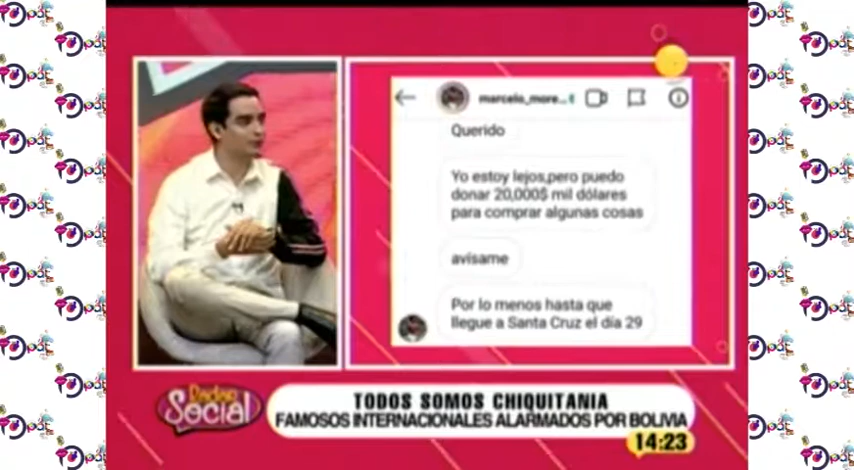 marcelo_more...
Querido
Yo estoy lejos,pero puedo
donar 20,000$ mil dólares
para comprar algunas cosas
avisame
Por lo menos hasta que
llegue a Santa Cruz el día 29
Radar
Social
TODOS SOMOS CHIQUITANIA
FAMOSOS INTERNACIONALES ALARMADOS POR BOLIVIA
14:23